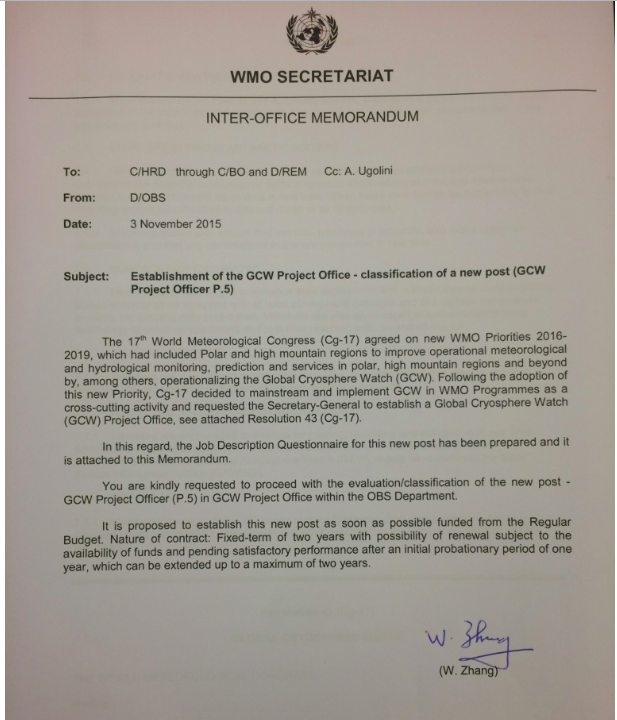 WMO SECRETARIAT
INTER-OFFICE MEMORANDUM
To: C/HRD through C/BO and D/REM Cc: A. Ugolini
From: D/OBS
Date: 3 November 2015
Subject: Establishment of the GCW Project Office - classification of a new post (GCW
Project Officer P.5)
The 17th World Meteorological Congress (Cg-17) agreed on new WMO Priorities 2016-
2019, which had included Polar and high mountain regions to improve operational meteorological
and hydrological monitoring, prediction and services in polar, high mountain regions and beyond
by, among others, operationalizing the Global Cryosphere Watch (GCW). Following the adoption of
this new Priority, Cg-17 decided to mainstream and implement GCW in WMO Programmes as a
cross-cutting activity and requested the Secretary-General to establish a Global Cryosphere Watch
(GCW) Project Office, see attached Resolution 43 (Cg-17).
In this regard, the Job Description Questionnaire for this new post has been prepared and it
is attached to this Memorandum.
You are kindly requested to proceed with the evaluation/classification of the new post -
GCW Project Officer (P.5) in GCW Project Office within the OBS Department.
It is proposed to establish this new post as soon as possible funded from the Regular
Budget. Nature of contract: Fixed-term of two years with possibility of renewal subject to the
availability of funds and pending satisfactory performance after an initial probationary period of one
year, which can be extended up to a maximum of two years.
W. Zhang
(W. Zhang)